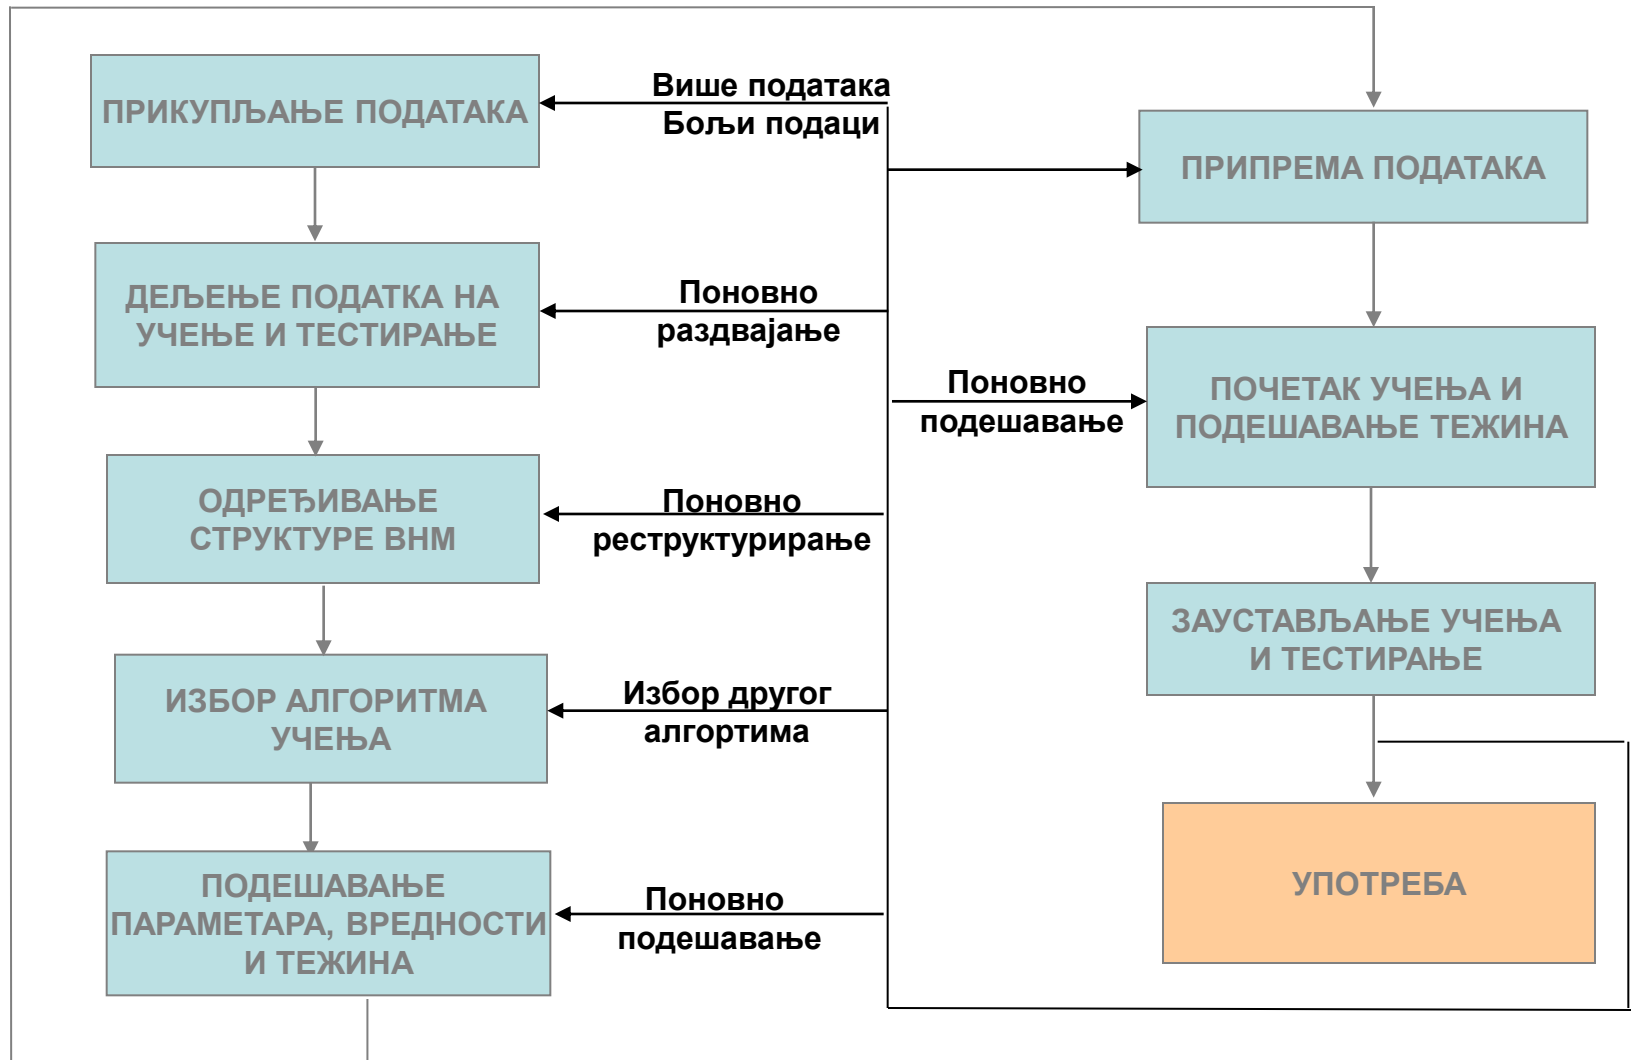 ПРИКУПЉАЊЕ ПОДАТАКА
Више података
Бољи подаци
ПРИПРЕМА ПОДАТАКА
ДЕЉЕЊЕ ПОДАТКА НА
УЧЕЊЕ И ТЕСТИРАЊЕ
Поновно
раздвајање
Поновно
подешавање
ПОЧЕТАК УЧЕЊА И
ПОДЕШАВАЊЕ ТЕЖИНА
ОДРЕЂИВАЊЕ
СТРУКТУРЕ ВНМ
Поновно
реструктурирање
ЗАУСТАВЉАЊЕ УЧЕЊА
И ТЕСТИРАЊЕ
ИЗБОР АЛГОРИТМА
УЧЕЊА
Избор другог
алгортима
ПОДЕШАВАЊЕ
ПАРАМЕТАРА, ВРЕДНОСТИ
И ТЕЖИНА
Поновно
подешавање
УПОТРЕБА